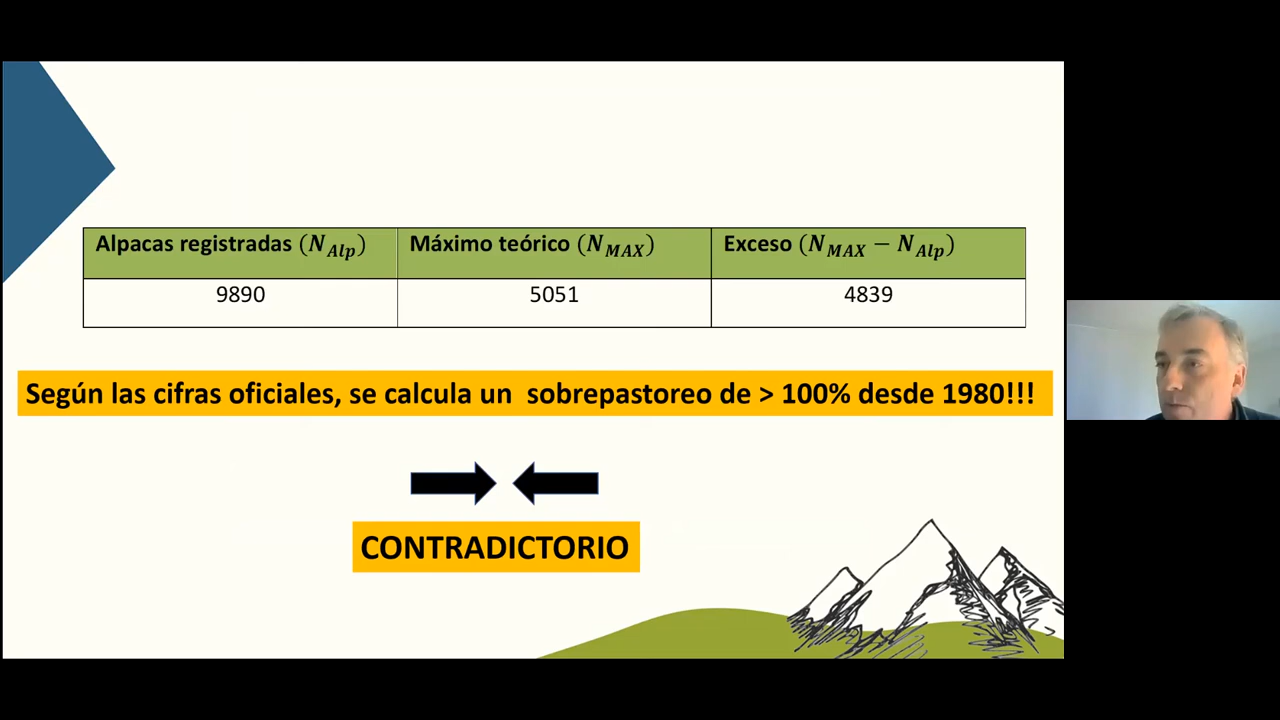 Alpacas registradas (N_Alp) Máximo teórico (N_MAX) Exceso (N_MAX − N_Alp)
9890 5051 4839
Según las cifras oficiales, se calcula un sobrepastoreo de > 100% desde 1980!!!
CONTRADICTORIO